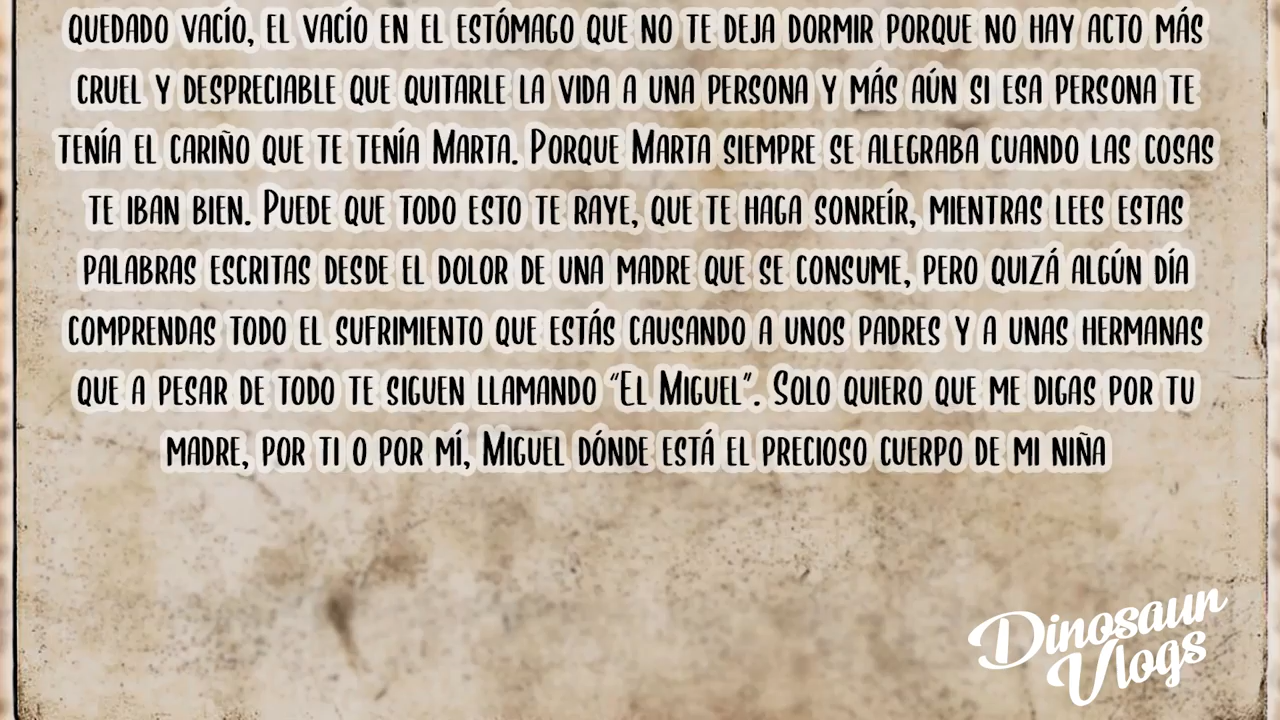 QUEDADO VACÍO, EL VACÍO EN EL ESTÓMAGO QUE NO TE DEJA DORMIR PORQUE NO HAY ACTO MÁS
CRUEL Y DESPRECIABLE QUE QUITARLE LA VIDA A UNA PERSONA Y MÁS AÚN SI ESA PERSONA TE
TENÍA EL CARIÑO QUE TE TENÍA MARTA. PORQUE MARTA SIEMPRE SE ALEGRABA CUANDO LAS COSAS
TE IBAN BIEN. PUEDE QUE TODO ESTO TE RAYE, QUE TE HAGA SONREÍR, MIENTRAS LEES ESTAS
PALABRAS ESCRITAS DESDE EL DOLOR DE UNA MADRE QUE SE CONSUME, PERO QUIZÁ ALGÚN DÍA
COMPRENDAS TODO EL SUFRIMIENTO QUE ESTÁS CAUSANDO A UNOS PADRES Y A UNAS HERMANAS
QUE A PESAR DE TODO TE SIGUEN LLAMANDO "EL MIGUEL". SOLO QUIERO QUE ME DIGAS POR TU
MADRE, POR TI O POR MÍ, MIGUEL DÓNDE ESTÁ EL PRECIOSO CUERPO DE MI NIÑA
Dinosaun
Vlogs